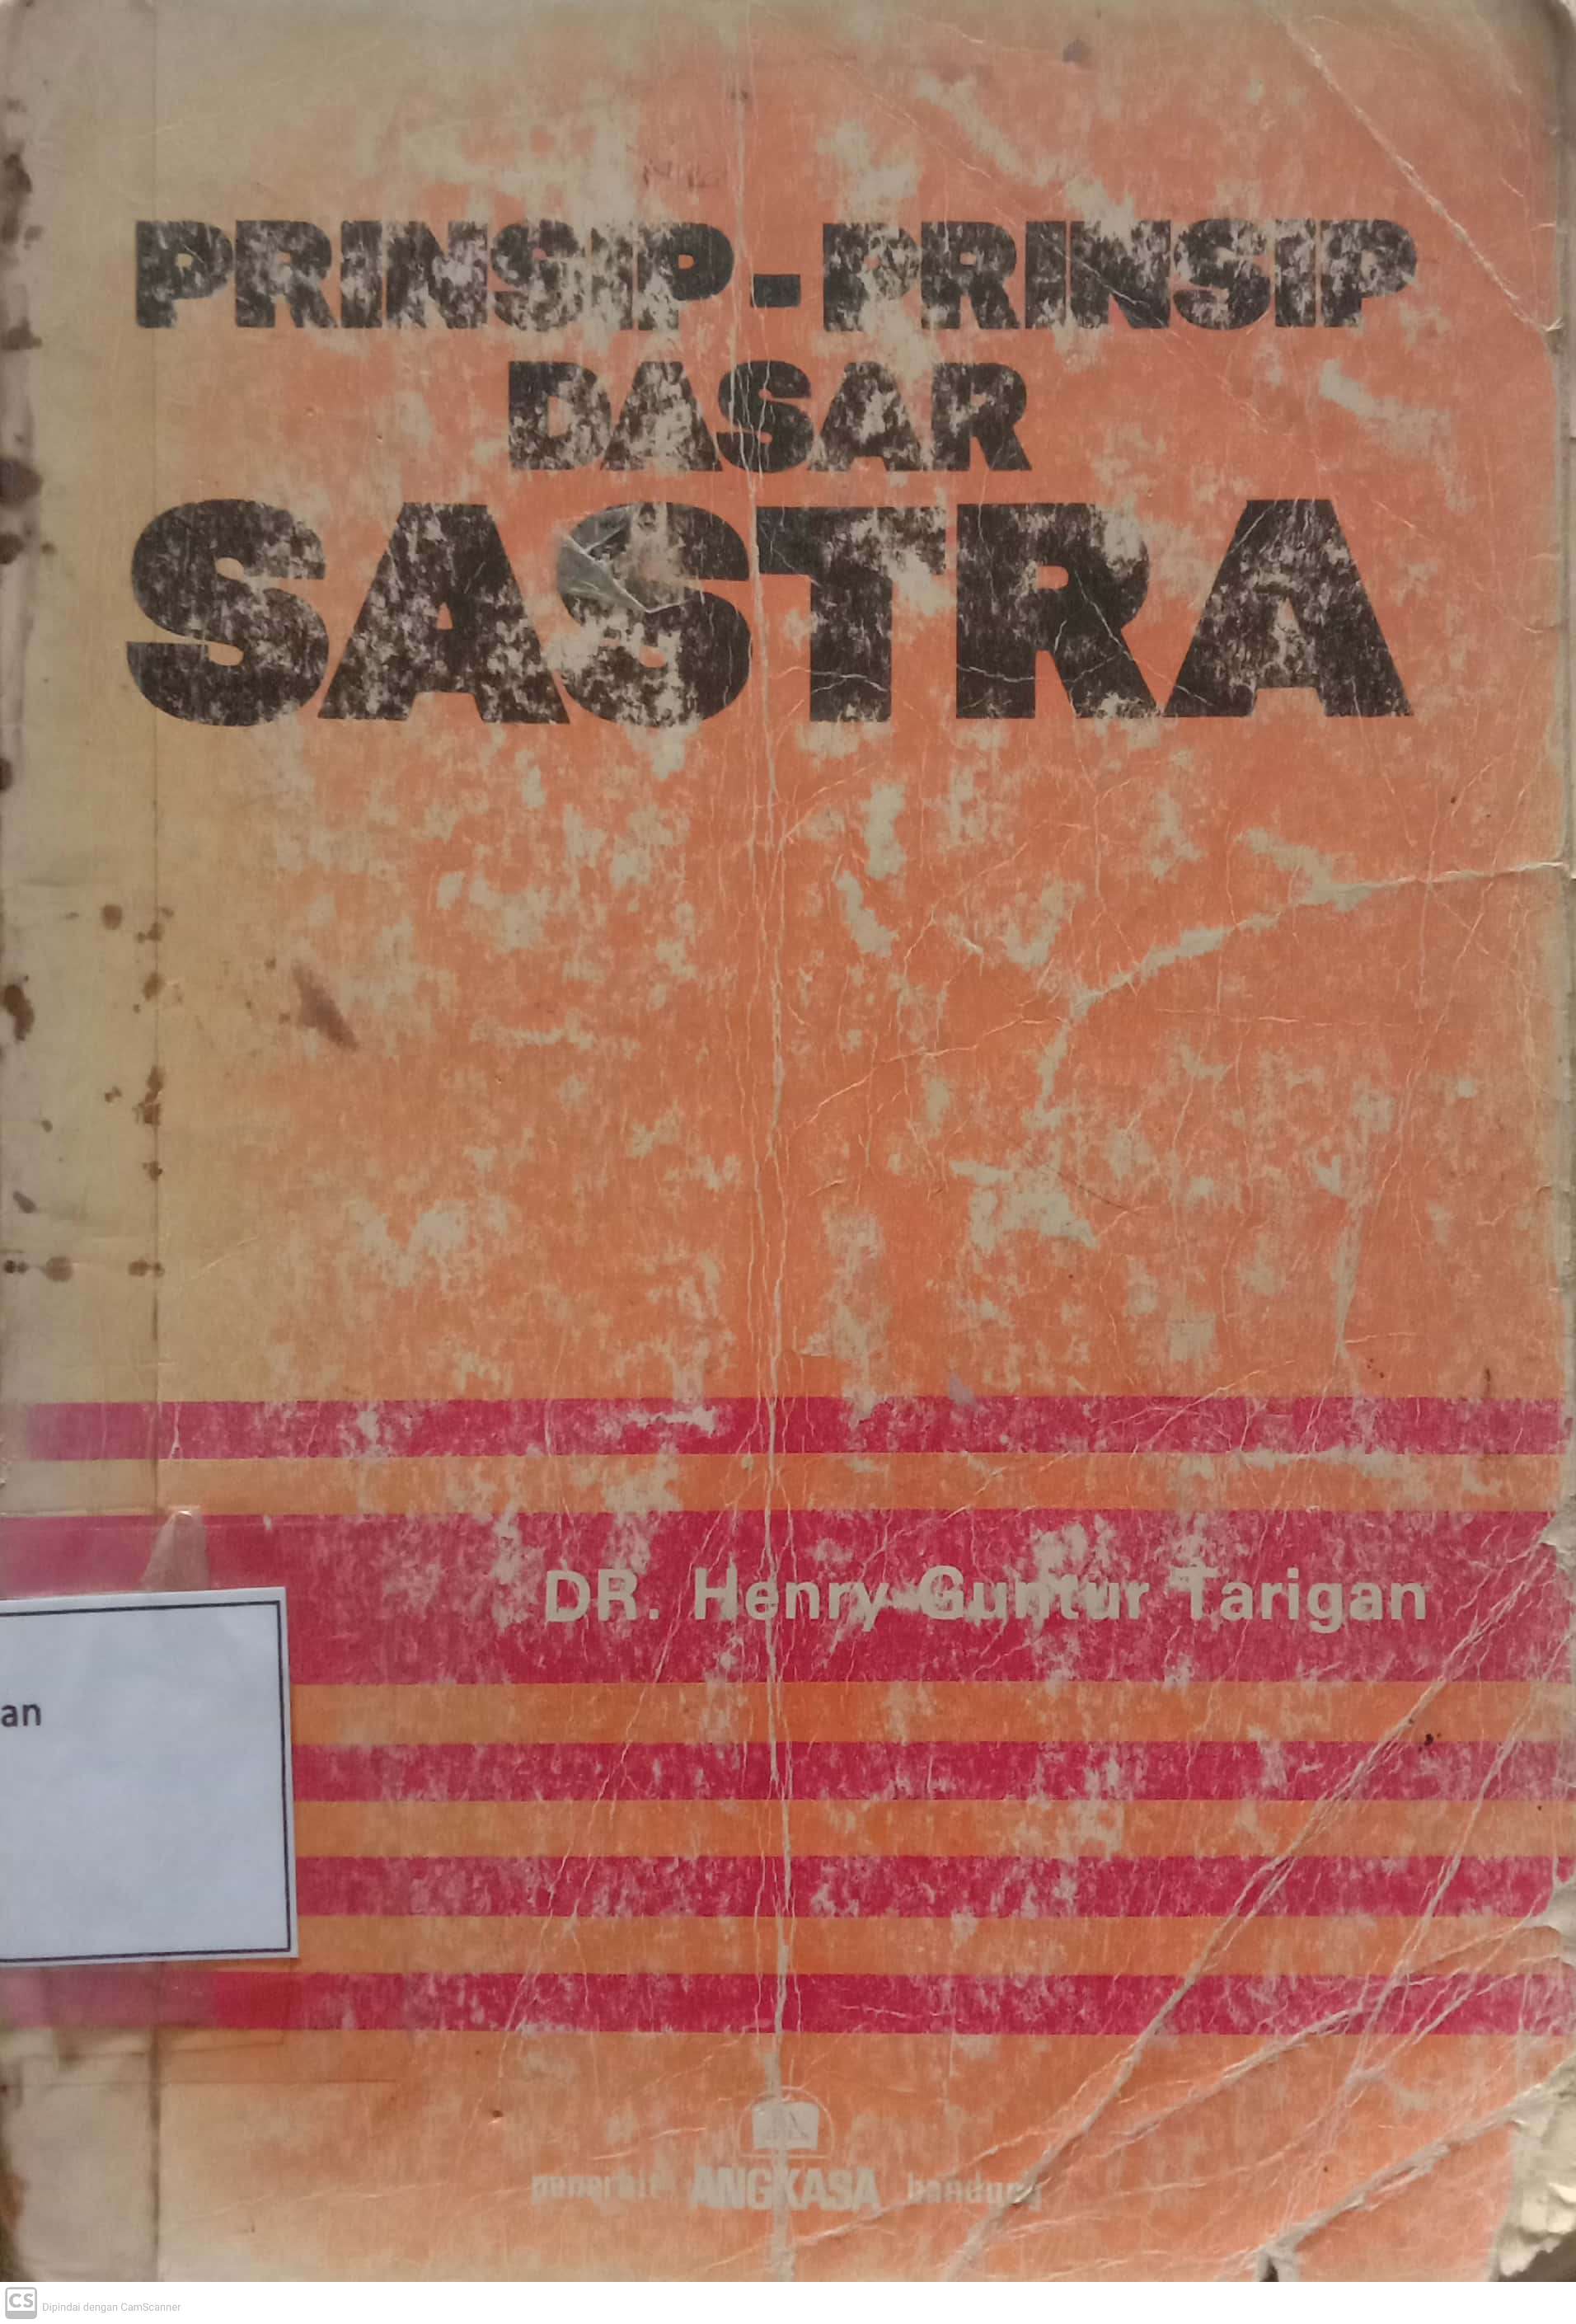 PRINSIP-PRINSIP
DASAR
SASTRA
DR. Henry Guntur Tarigan
an
penerbit ANGKASA bandung
CS Dipindai dengan CamScanner